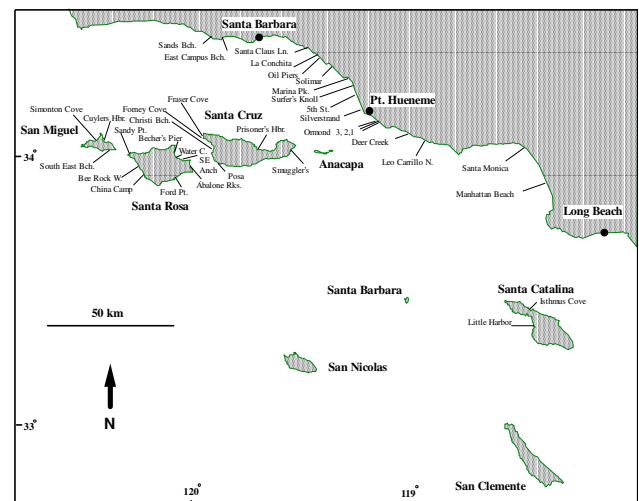 Santa Barbara
Sands Bch.
East Campus Bch.
Santa Claus Ln.
La Conchita
Oil Piers
Solimar
Marina Pk.
Surfer's Knoll
5th St.
Silverstrand
Ormond 3, 2,1
Pt. Hueneme
Deer Creek
Leo Carrillo N.
Santa Monica
Manhattan Beach
Long Beach
Simonton Cove
Cuylers Hbr.
San Miguel
South East Bch.
Sandy Pt.
Bee Rock W.
China Camp
Becher's Pier
Water C.
SE
Anch
Abalone Rks.
Ford Pt.
Santa Rosa
Fraser Cove
Forney Cove
Christi Bch.
Santa Cruz
Prisoner's Hbr.
Posa
Smuggler's
Anacapa
34°
Santa Barbara
Santa Catalina
Isthmus Cove
Little Harbor
50 km
San Nicolas
N
33°
San Clemente
120°
119°